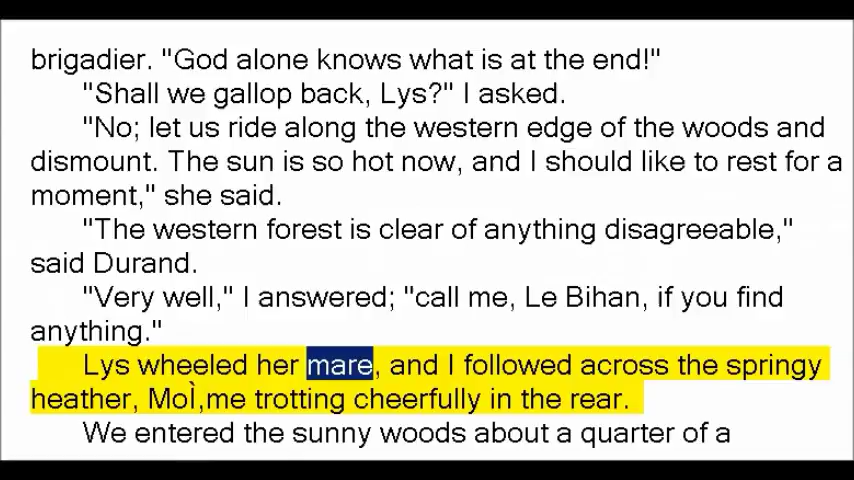 brigadier. "God alone knows what is at the end!"
"Shall we gallop back, Lys?" I asked.
"No; let us ride along the western edge of the woods and
dismount. The sun is so hot now, and I should like to rest for a
moment," she said.
"The western forest is clear of anything disagreeable,"
said Durand.
"Very well," I answered; "call me, Le Bihan, if you find
anything."
Lys wheeled her mare, and I followed across the springy
heather, MoÌ,me trotting cheerfully in the rear.
We entered the sunny woods about a quarter of a